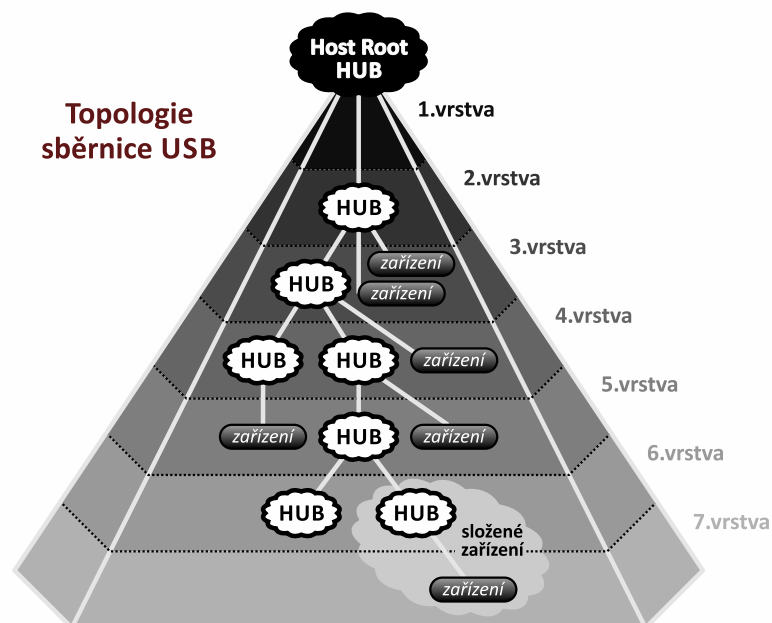 Host Root
HUB
Topologie
sběrnice USB
1.vrstva
2.vrstva
HUB
3.vrstva
zařízení
HUB
zařízení
4.vrstva
HUB
HUB
zařízení
5.vrstva
zařízení
HUB
zařízení
6.vrstva
HUB
HUB
7.vrstva
složené
zařízení
zařízení